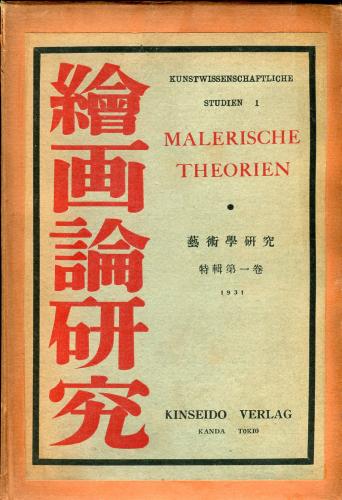 繪画論研究
KUNSTWISSENSCHAFTLICHE
STUDIEN 1
MALERISCHE
THEORIEN
藝術學研究
特輯第一卷
1931
KINSEIDO VERLAG
KANDA TOKIO